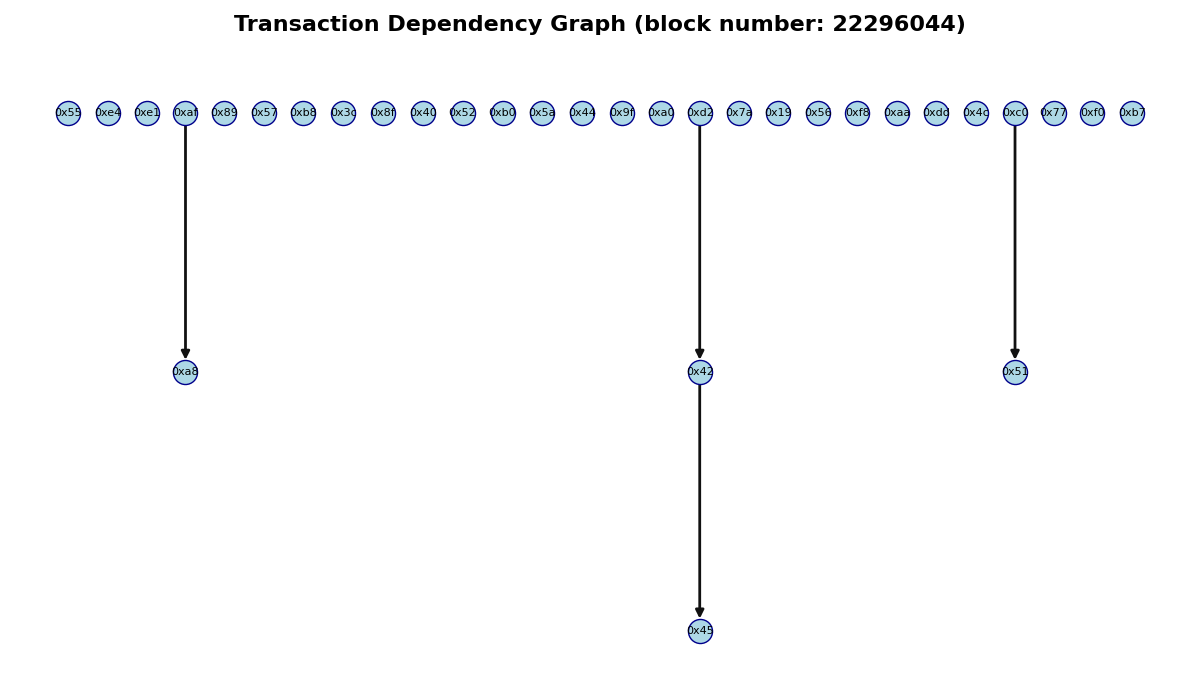 Transaction Dependency Graph (block number: 22296044)
0x55 0xe4 0xe1 0xaf 0x89 0x57 0xb8 0x3c 0x8f 0x40 0x52 0xb0 0x5a 0x44 0x9f 0xa0 0xd2 0x7a 0x19 0x56 0xf8 0xaa 0xdd 0x4c 0xc0 0x77 0xf0 0xb7
0xa8 0x42 0x51
0x45